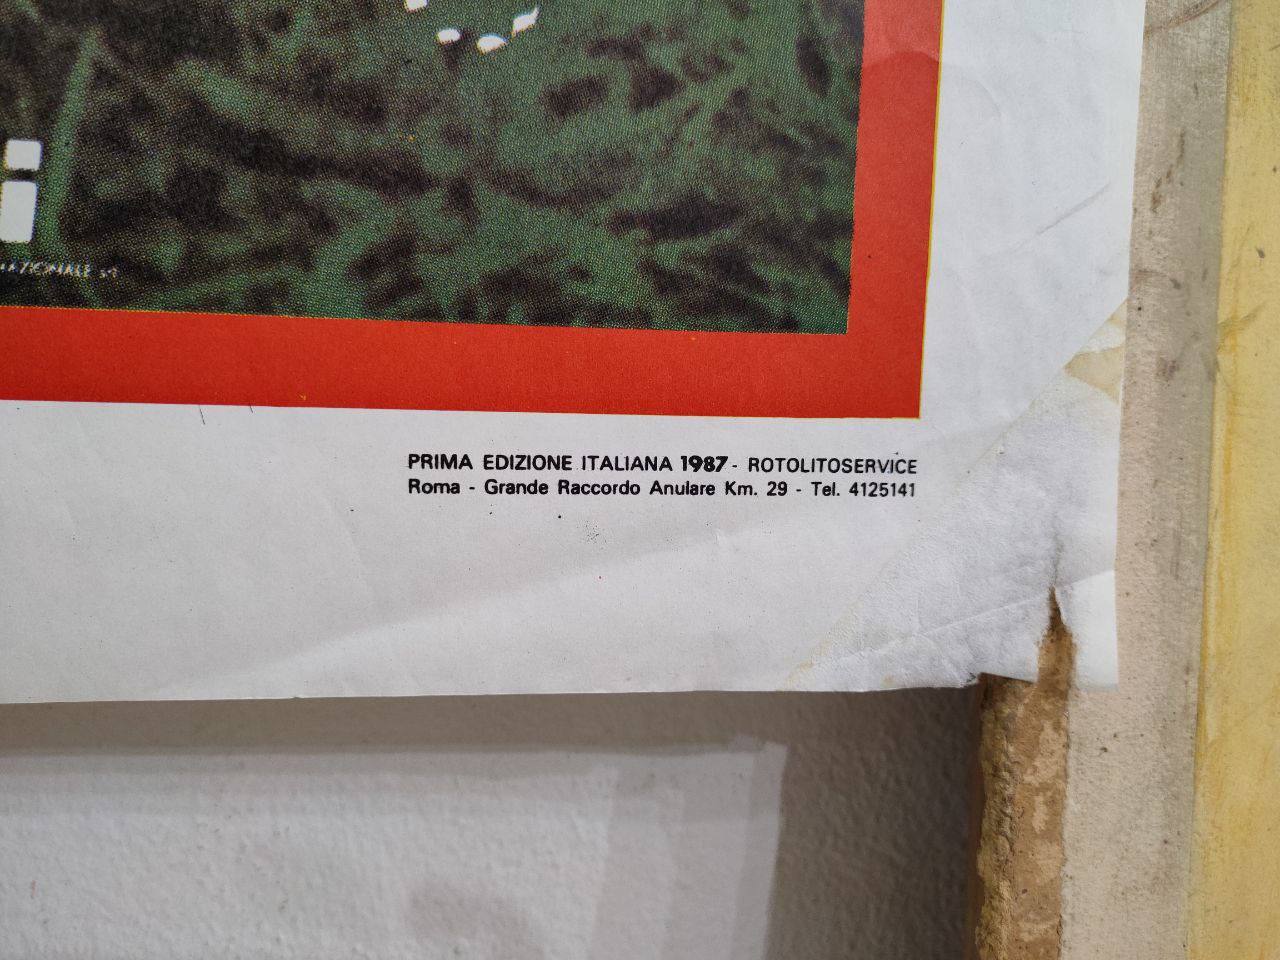 PRIMA EDIZIONE ITALIANA 1987 - ROTOLITOSERVICE
Roma - Grande Raccordo Anulare Km. 29 - Tel. 4125141